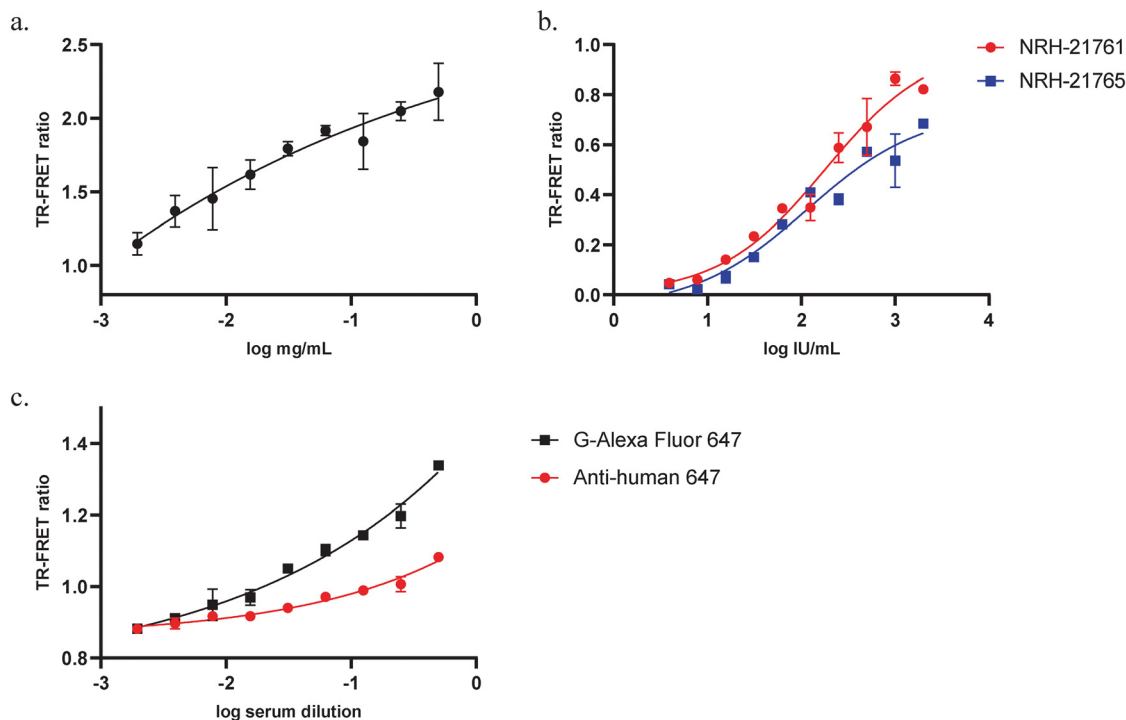 a.
2.5
2.0
1.5
1.0
TR-FRET ratio
-3
-2
-1
0
log mg/mL
b.
1.0
0.8
0.6
0.4
0.2
0.0
TR-FRET ratio
0
1
2
3
4
log IU/mL
NRH-21761
NRH-21765
c.
1.4
1.2
1.0
0.8
TR-FRET ratio
-3
-2
-1
0
log serum dilution
G-Alexa Fluor 647
Anti-human 647